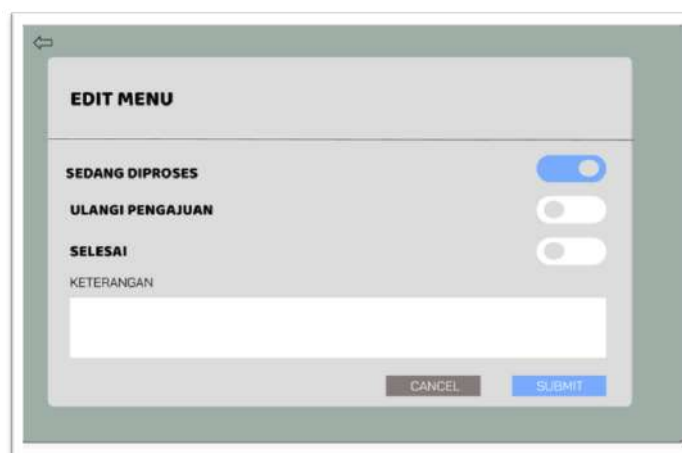 EDIT MENU
SEDANG DIPROSES
ULANGI PENGAJUAN
SELESAI
KETERANGAN
CANCEL
SUBMIT